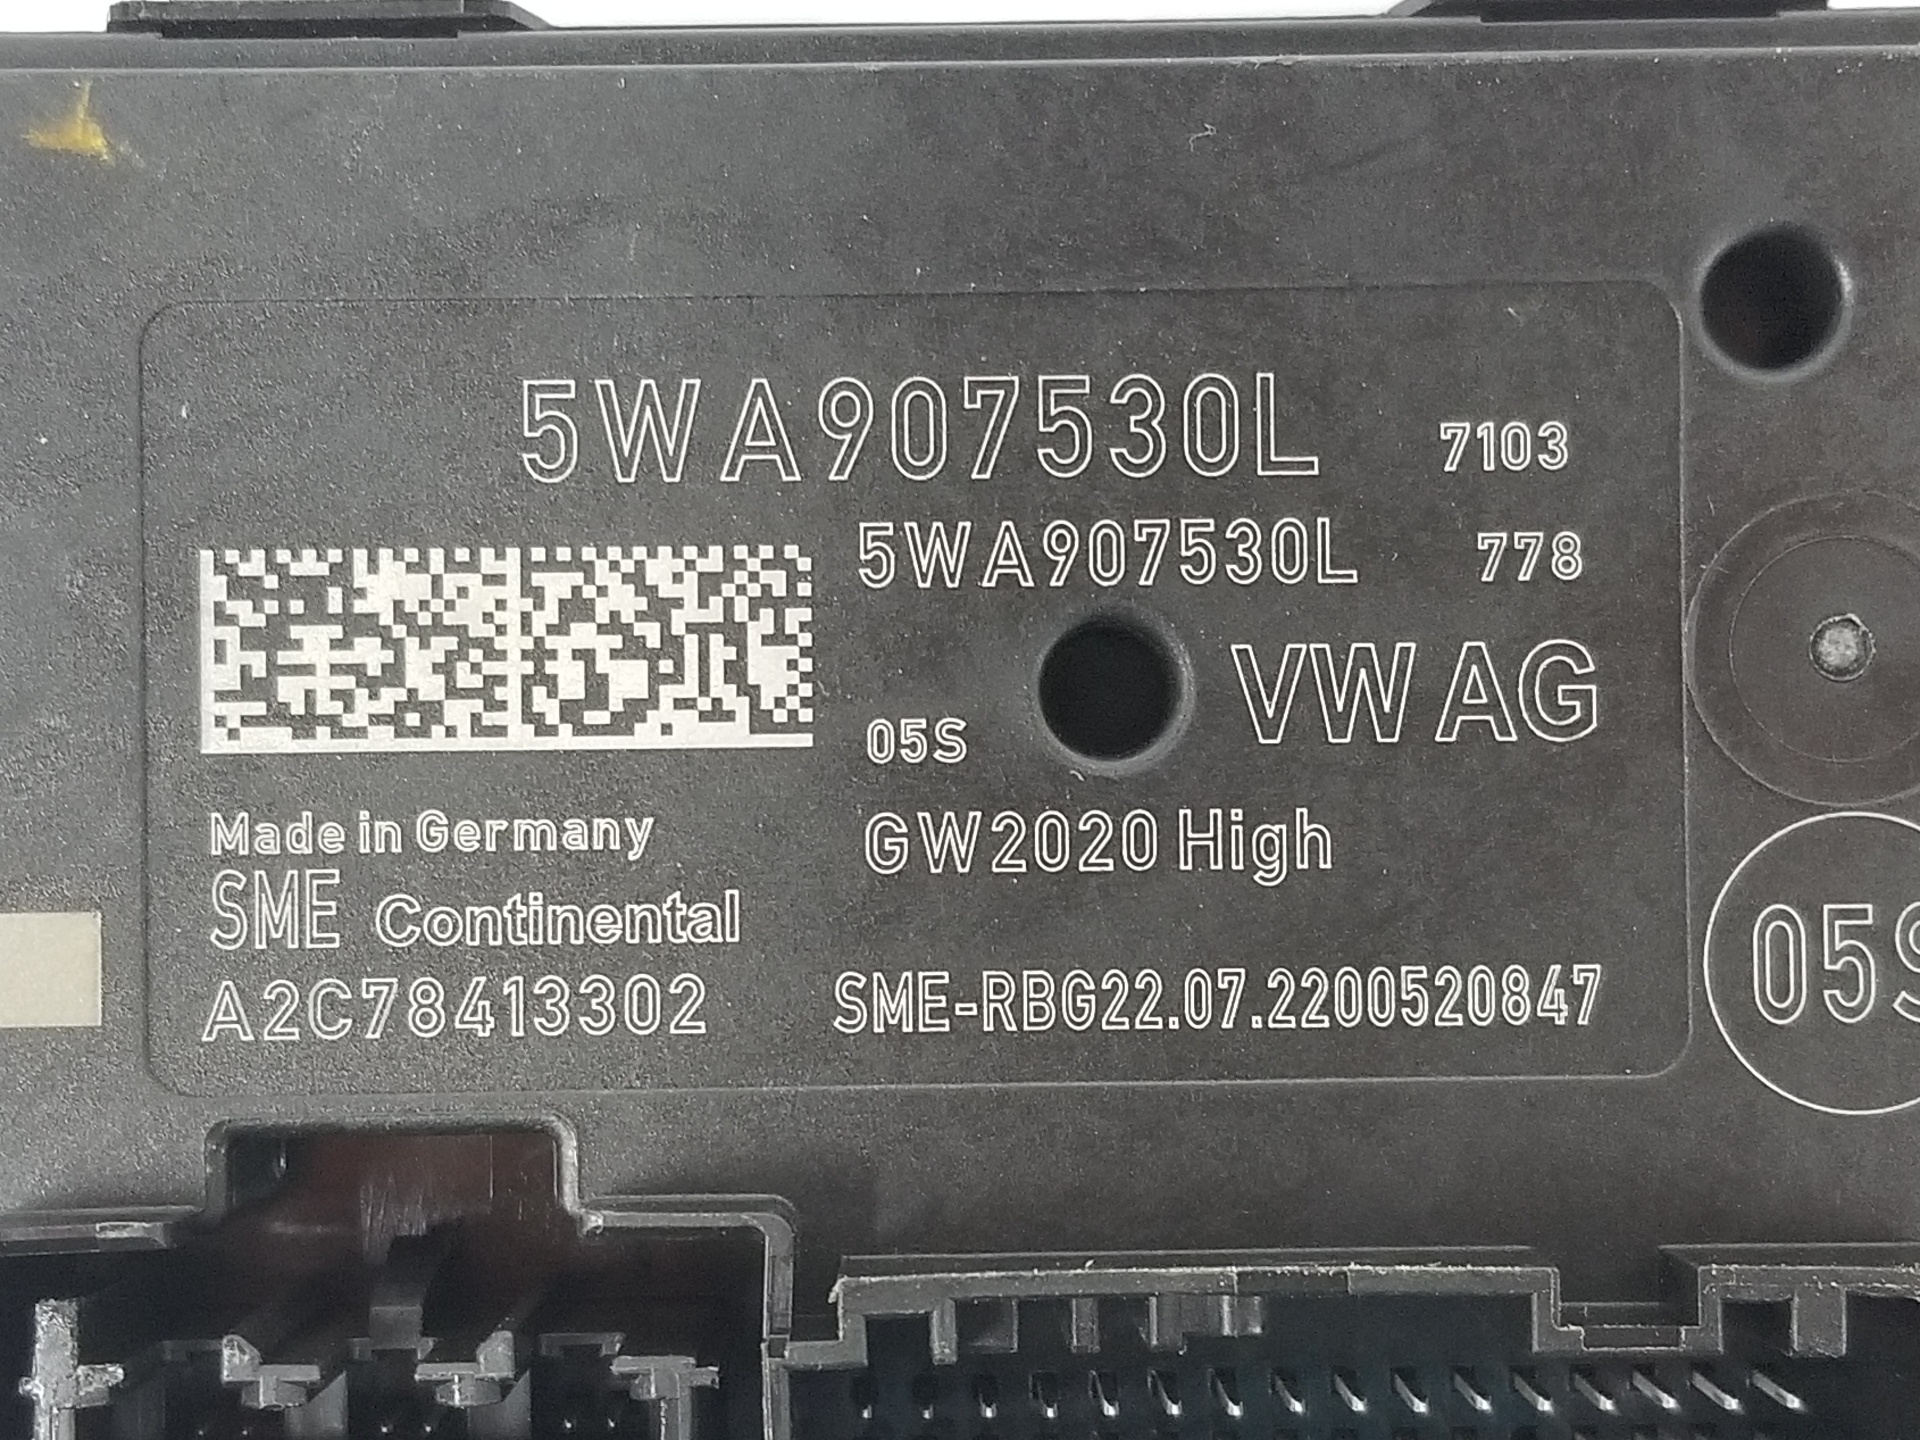 5WA907530L 7103
5WA907530L 778
VW AG
05S
Made in Germany
GW2020 High
SME Continental
A2C78413302
SME-RBG22.07.2200520847
05S